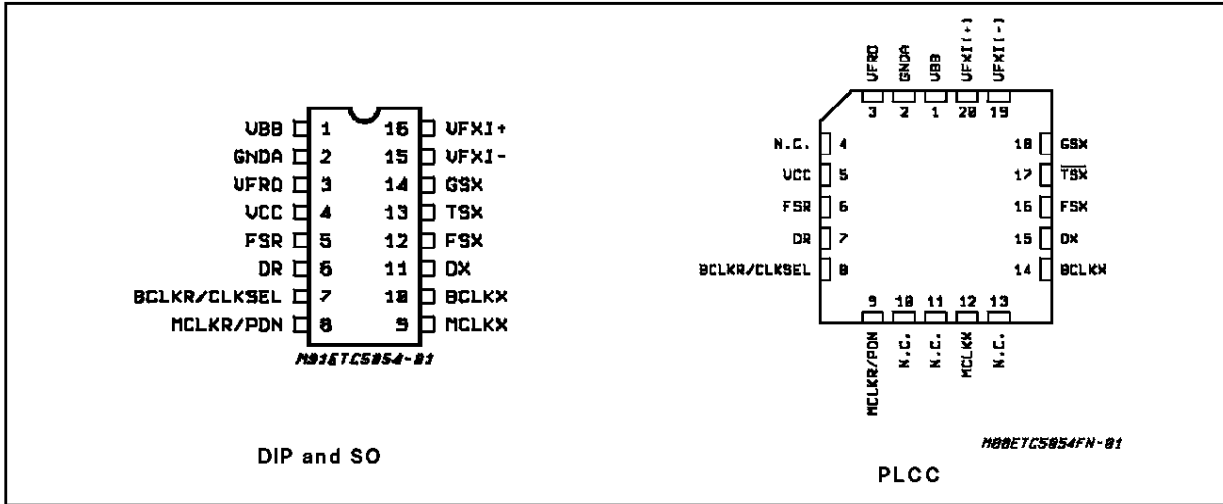 VBB 1 16 VFXI+
GNDA 2 15 VFXI-
VFRO 3 14 GSX
VCC 4 13 TSX
FSR 5 12 FSX
DR 6 11 DX
BCLKR/CLKSEL 7 10 BCLKX
MCLKR/PDN 8 9 MCLKX
M91ETC5054-01
DIP and SO
VFRO GNDA VBB VFXI(+) VFXI(-)
3 2 1 20 19
N.C. 4 18 GSX
VCC 5 17 TSX
FSR 6 16 FSX
DR 7 15 DX
BCLKR/CLKSEL 8 14 BCLKX
9 10 11 12 13
MCLKR/PDN N.C. N.C. MCLKX N.C.
M00ETC5054FN-01
PLCC